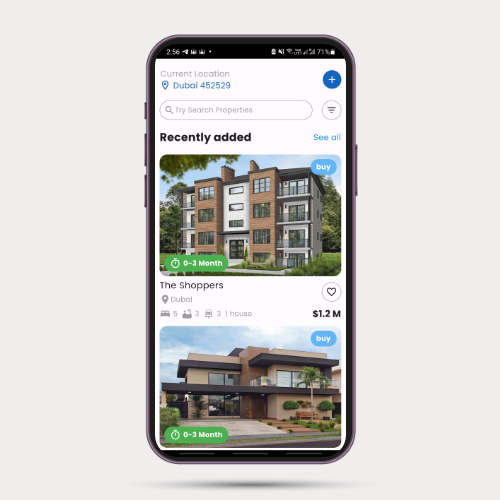 2:56 71%
Current Location
Dubai 452529
+
Try Search Properties
Recently added See all
buy
0-3 Month
The Shoppers
Dubai
5 3 3 | house $1.2 M
buy
0-3 Month